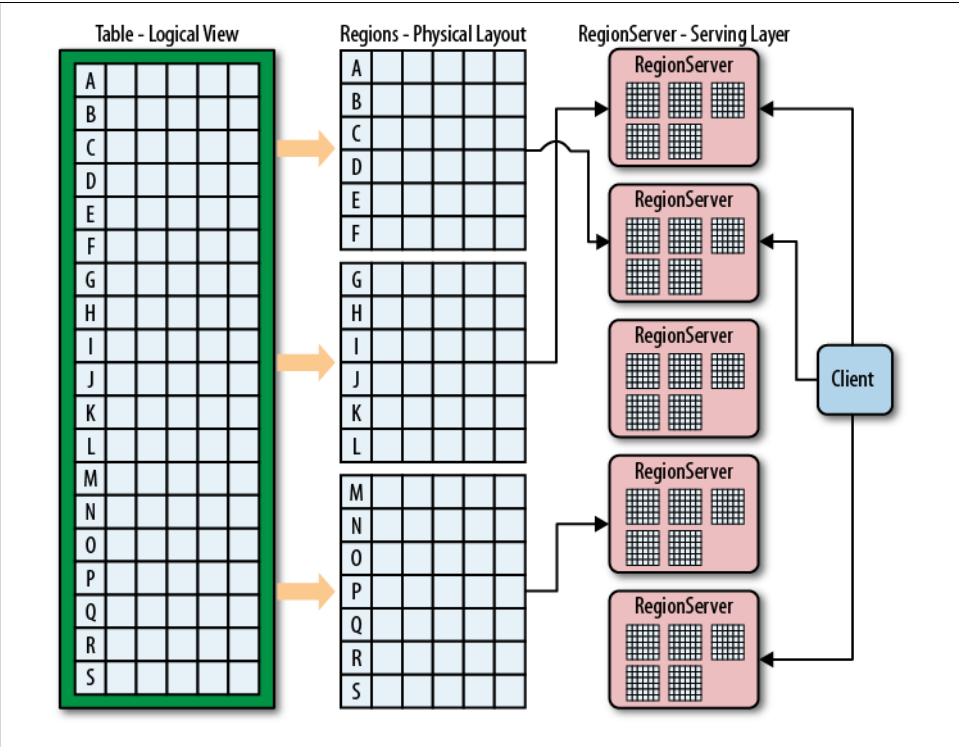 Table - Logical View
A
B
C
D
E
F
G
H
I
J
K
L
M
N
O
P
Q
R
S
Regions - Physical Layout
A
B
C
D
E
F
G
H
I
J
K
L
M
N
O
P
Q
R
S
RegionServer - Serving Layer
RegionServer
RegionServer
RegionServer
RegionServer
RegionServer
Client